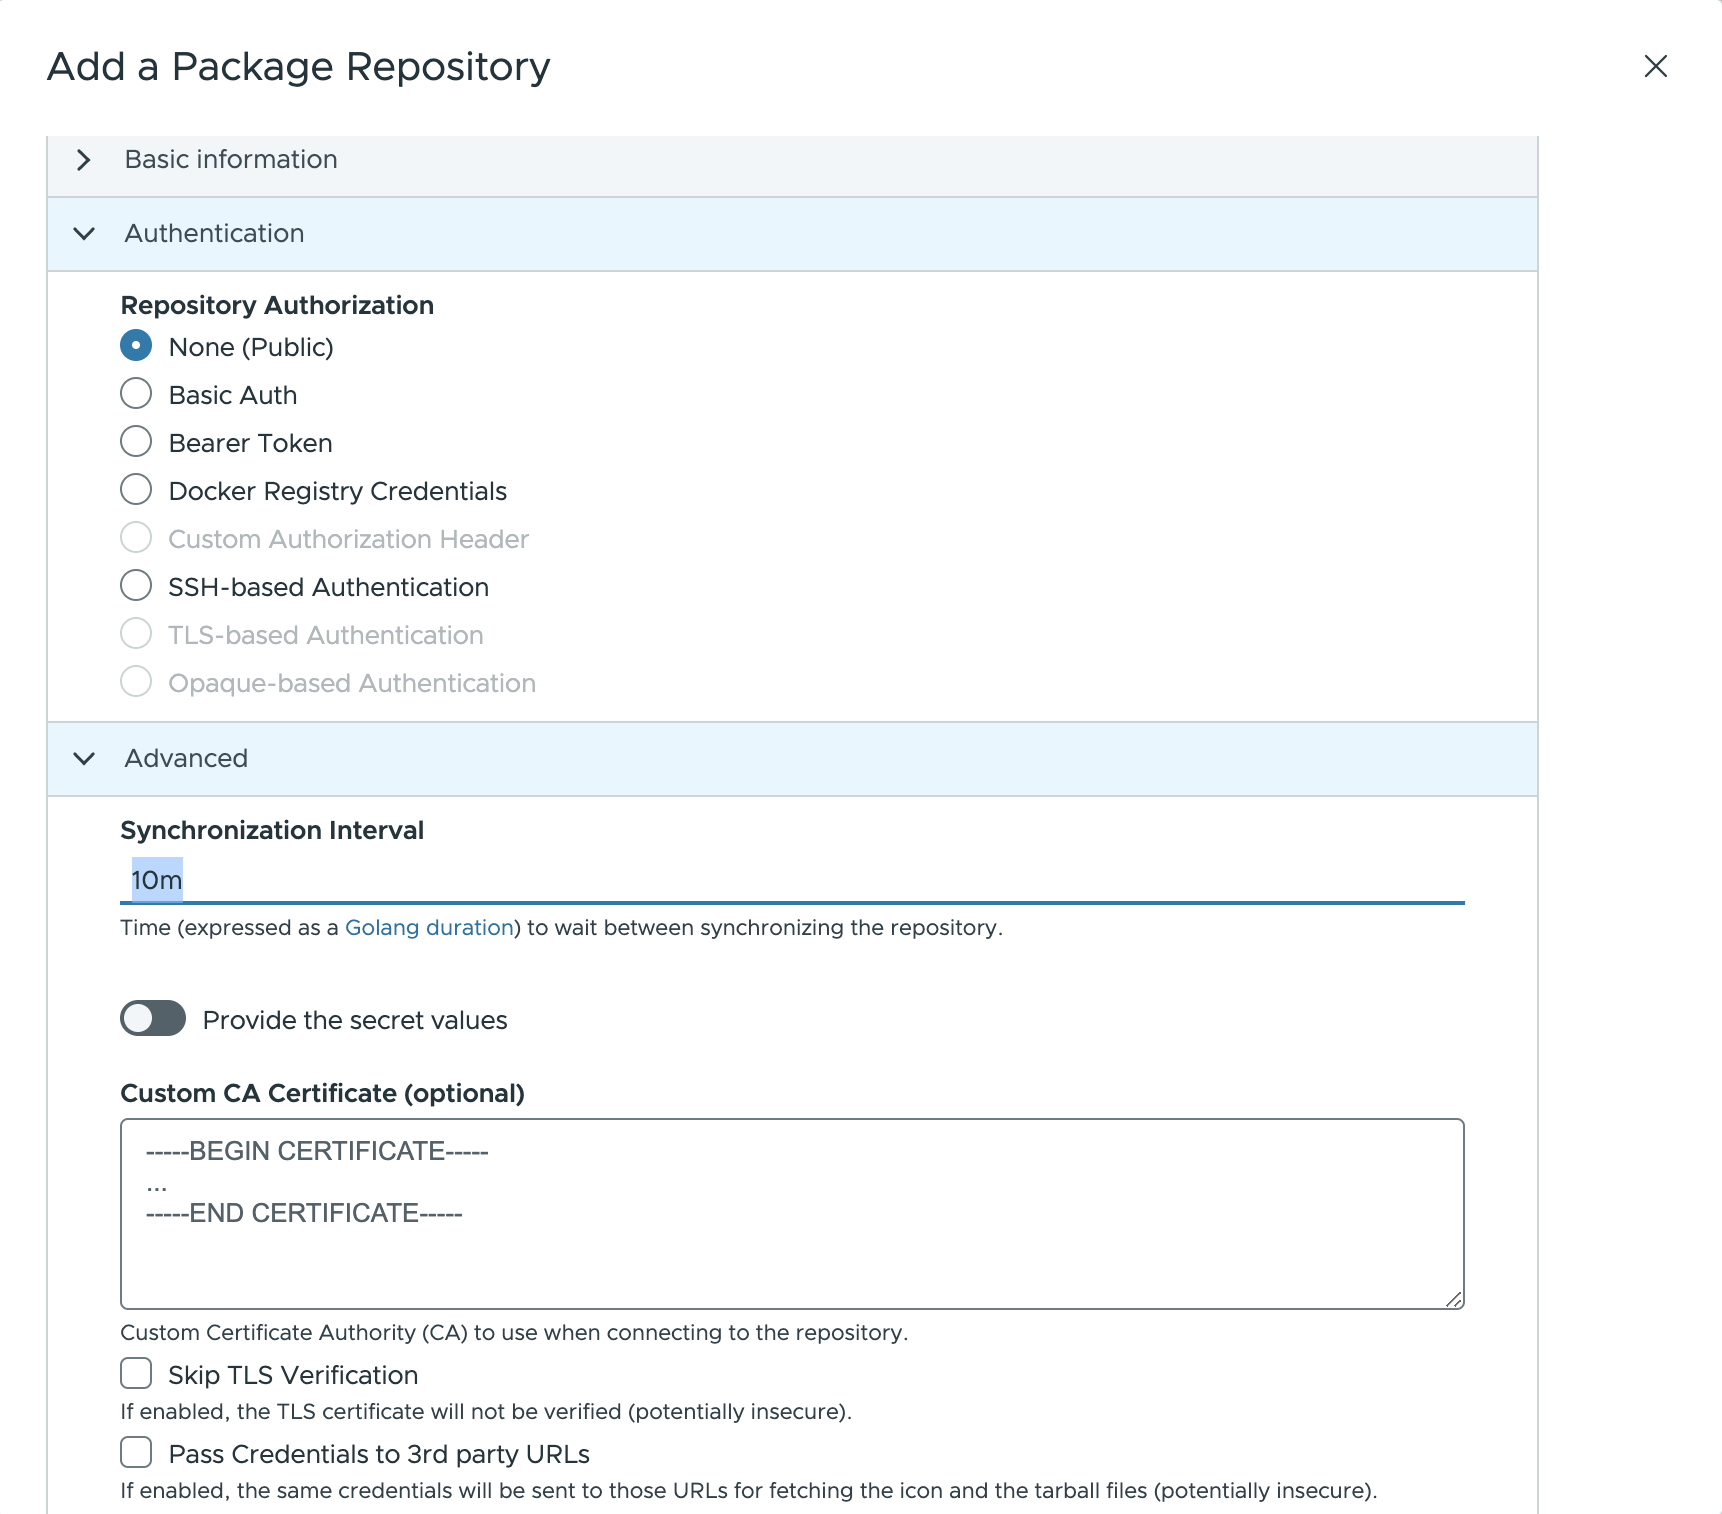 Add a Package Repository
Basic information
Authentication
Repository Authorization
None (Public)
Basic Auth
Bearer Token
Docker Registry Credentials
Custom Authorization Header
SSH-based Authentication
TLS-based Authentication
Opaque-based Authentication
Advanced
Synchronization Interval
10m
Time (expressed as a Golang duration) to wait between synchronizing the repository.
Provide the secret values
Custom CA Certificate (optional)
-----BEGIN CERTIFICATE-----
...
-----END CERTIFICATE-----
Custom Certificate Authority (CA) to use when connecting to the repository.
Skip TLS Verification
If enabled, the TLS certificate will not be verified (potentially insecure).
Pass Credentials to 3rd party URLs
If enabled, the same credentials will be sent to those URLs for fetching the icon and the tarball files (potentially insecure).